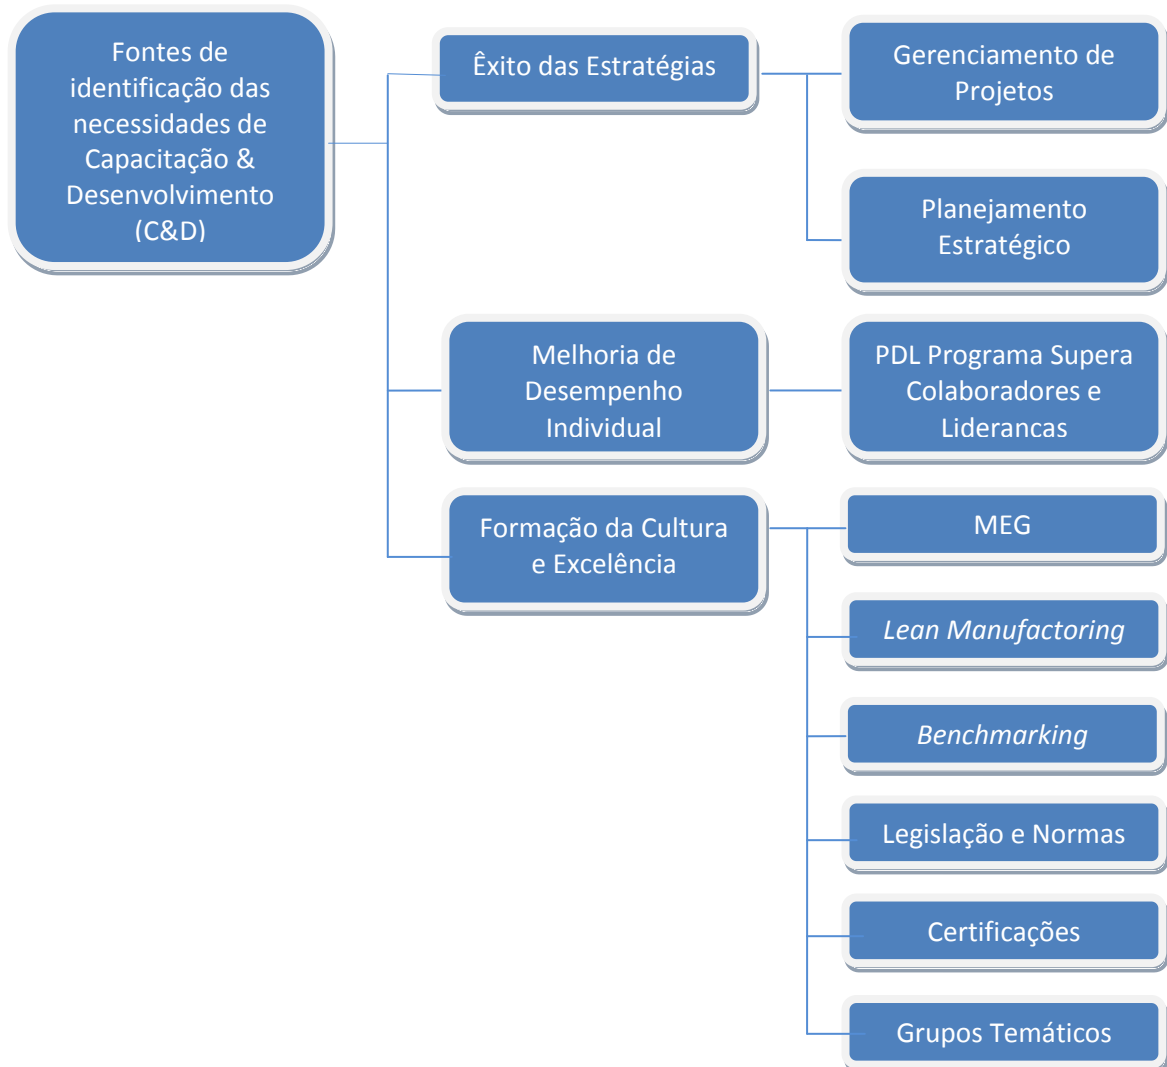 Fontes de
identificação das
necessidades de
Capacitação &
Desenvolvimento
(C&D)
Êxito das Estratégias
Gerenciamento de
Projetos
Planejamento
Estratégico
Melhoria de
Desempenho
Individual
PDL Programa Supera
Colaboradores e
Liderancas
Formação da Cultura
e Excelência
MEG
Lean Manufactoring
Benchmarking
Legislação e Normas
Certificações
Grupos Temáticos